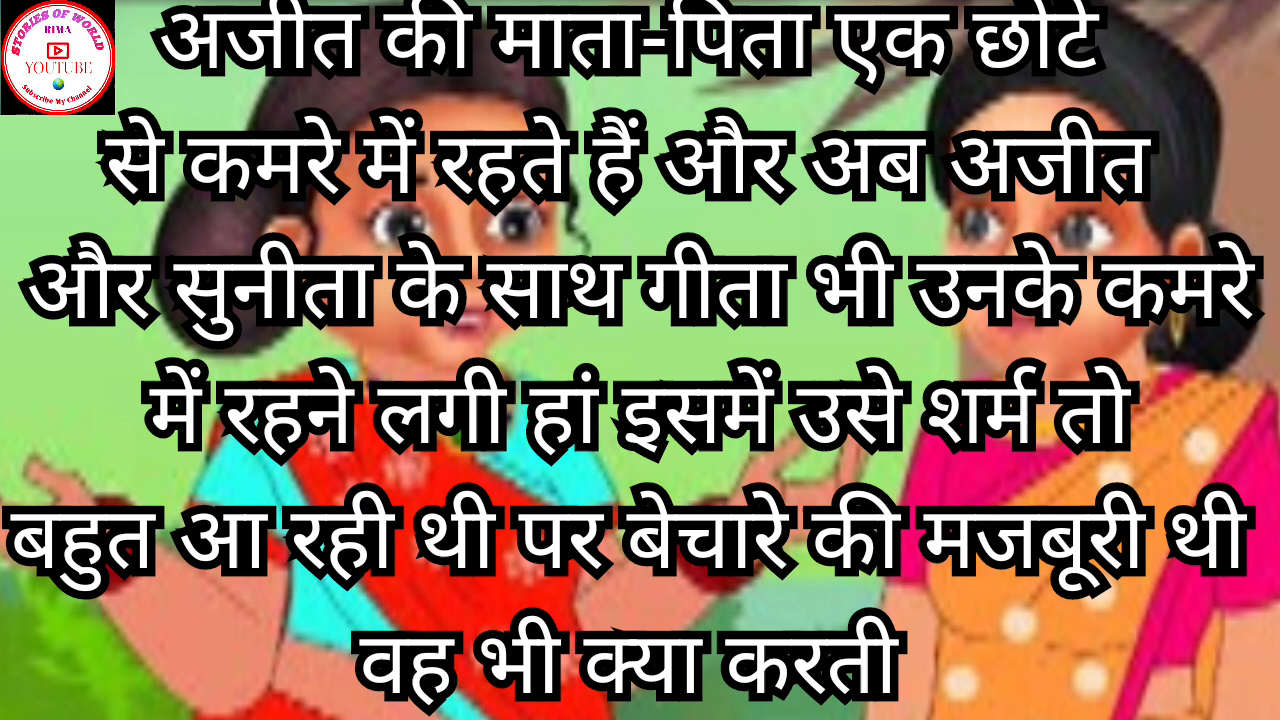 STORIES OF WORLD
RIMA
YOUTUBE
Subscribe My Channel
अजीत की माता-पिता एक छोटे
से कमरे में रहते हैं और अब अजीत
और सुनीता के साथ गीता भी उनके कमरे
में रहने लगी हां इसमें उसे शर्म तो
बहुत आ रही थी पर बेचारे की मजबूरी थी
वह भी क्या करती